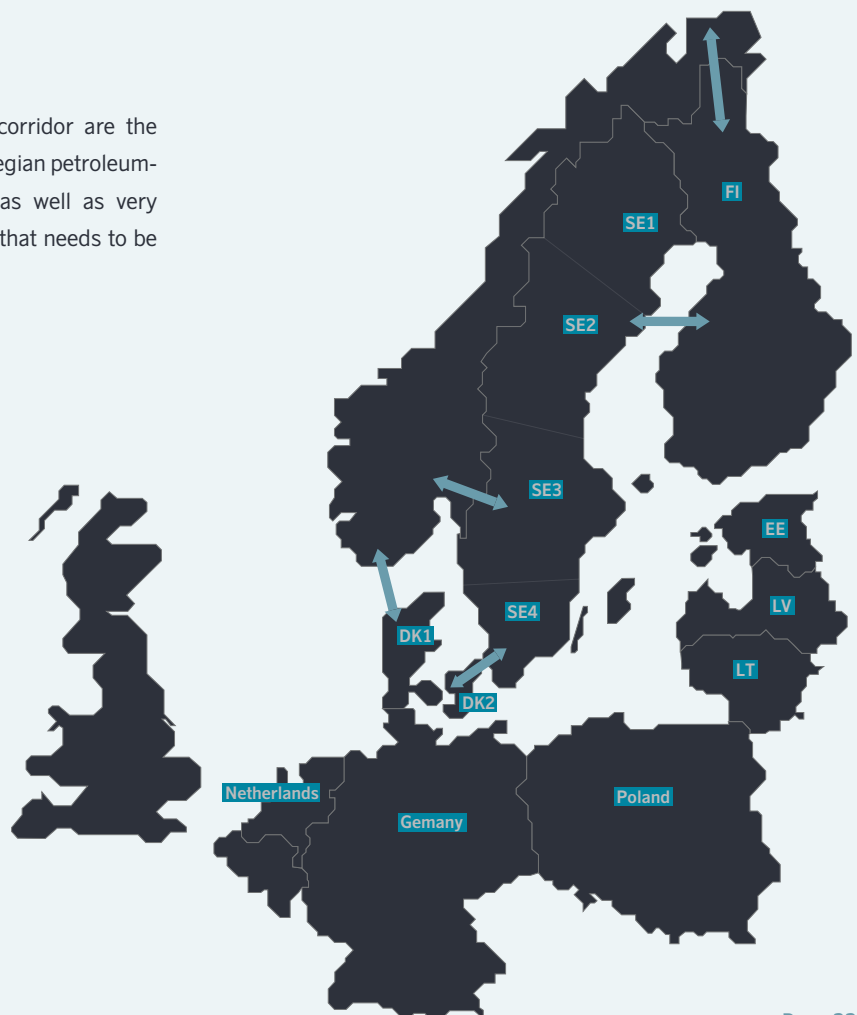 corridor are the
egian petroleum-
as well as very
that needs to be
FI
SE1
SE2
SE3
EE
LV
SE4
DK1
LT
DK2
Netherlands
Poland
Gemany